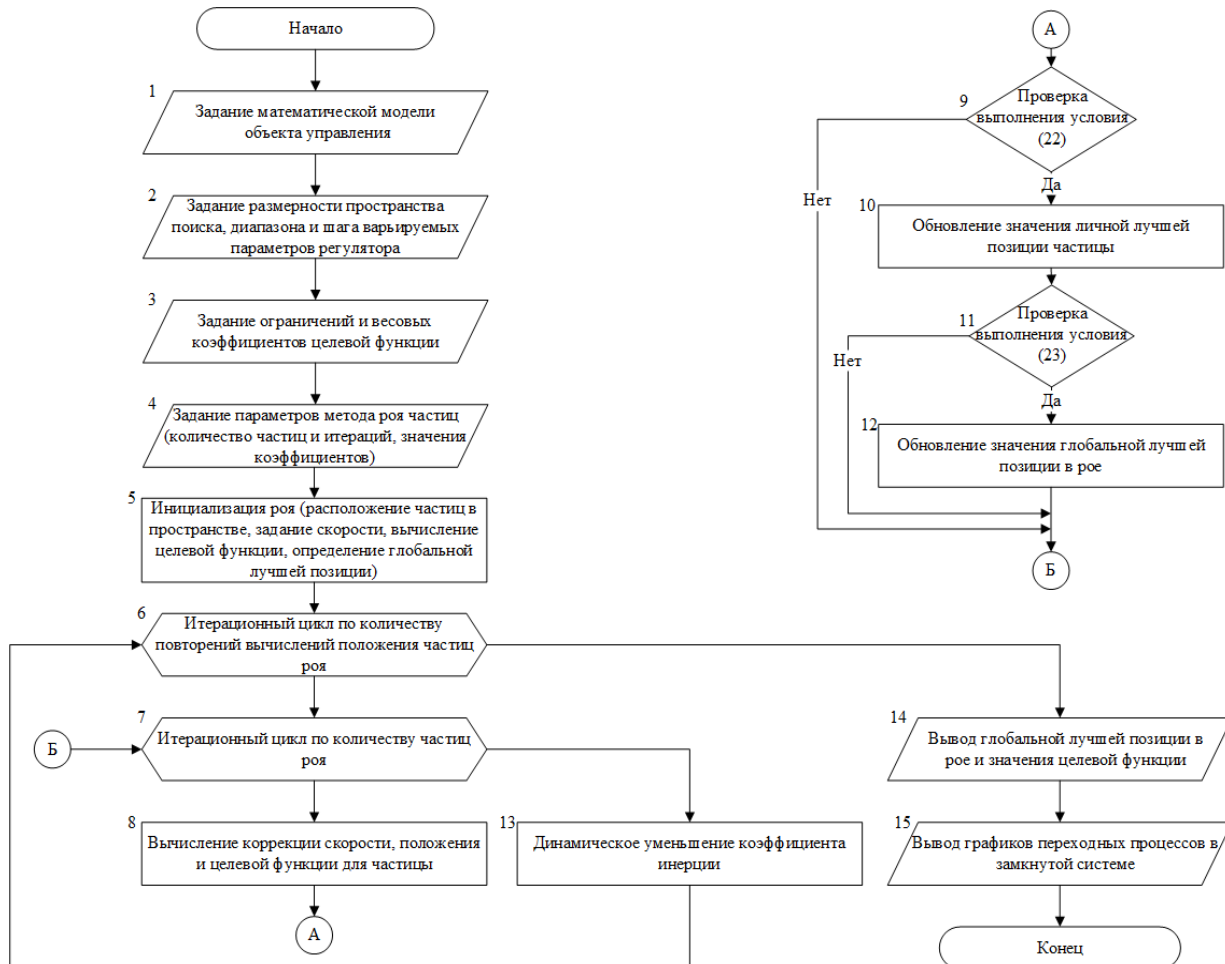 Начало
1
Задание математической модели
объекта управления
2
Задание размерности пространства
поиска, диапазона и шага варьируемых
параметров регулятора
3
Задание ограничений и весовых
коэффициентов целевой функции
4
Задание параметров метода роя частиц
(количество частиц и итераций, значения
коэффициентов)
5
Инициализация роя (расположение частиц в
пространстве, задание скорости, вычисление
целевой функции, определение глобальной
лучшей позиции)
6
Итерационный цикл по количеству
повторений вычислений положения частиц
роя
7
Б
Итерационный цикл по количеству частиц
роя
8
Вычисление коррекции скорости, положения
и целевой функции для частицы
А
13
Динамическое уменьшение коэффициента
инерции
А
9
Проверка
выполнения условия
(22)
Нет
Да
10
Обновление значения личной лучшей
позиции частицы
11
Проверка
выполнения условия
(23)
Нет
Да
12
Обновление значения глобальной лучшей
позиции в рое
Б
14
Вывод глобальной лучшей позиции в
рое и значения целевой функции
15
Вывод графиков переходных процессов в
замкнутой системе
Конец